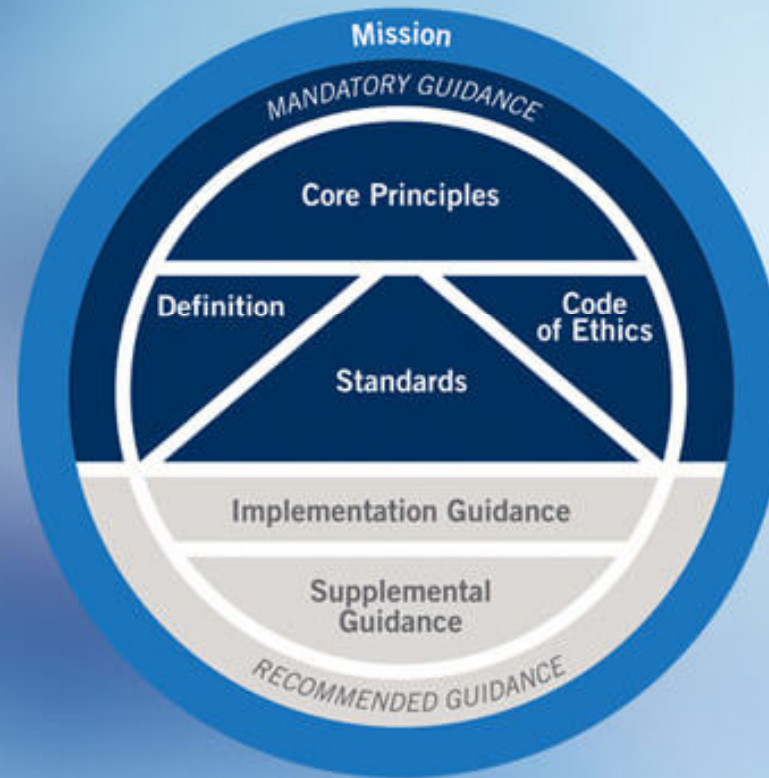 Mission
MANDATORY GUIDANCE
Core Principles
Definition
Code
of Ethics
Standards
Implementation Guidance
Supplemental
Guidance
RECOMMENDED GUIDANCE